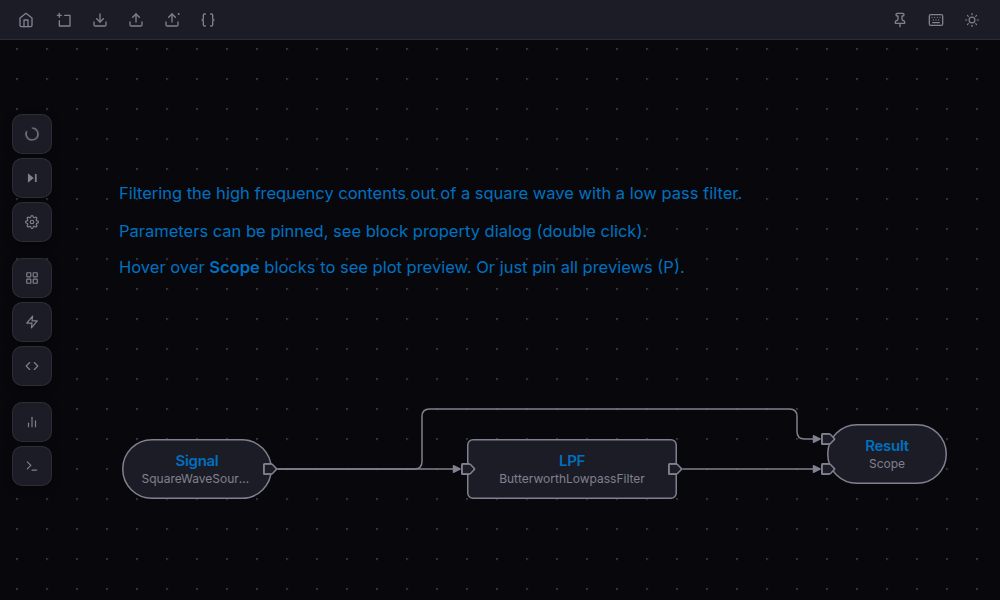 Filtering the high frequency contents out of a square wave with a low pass filter.
Parameters can be pinned, see block property dialog (double click).
Hover over Scope blocks to see plot preview. Or just pin all previews (P).
Signal
SquareWaveSour...
LPF
ButterworthLowpassFilter
Result
Scope